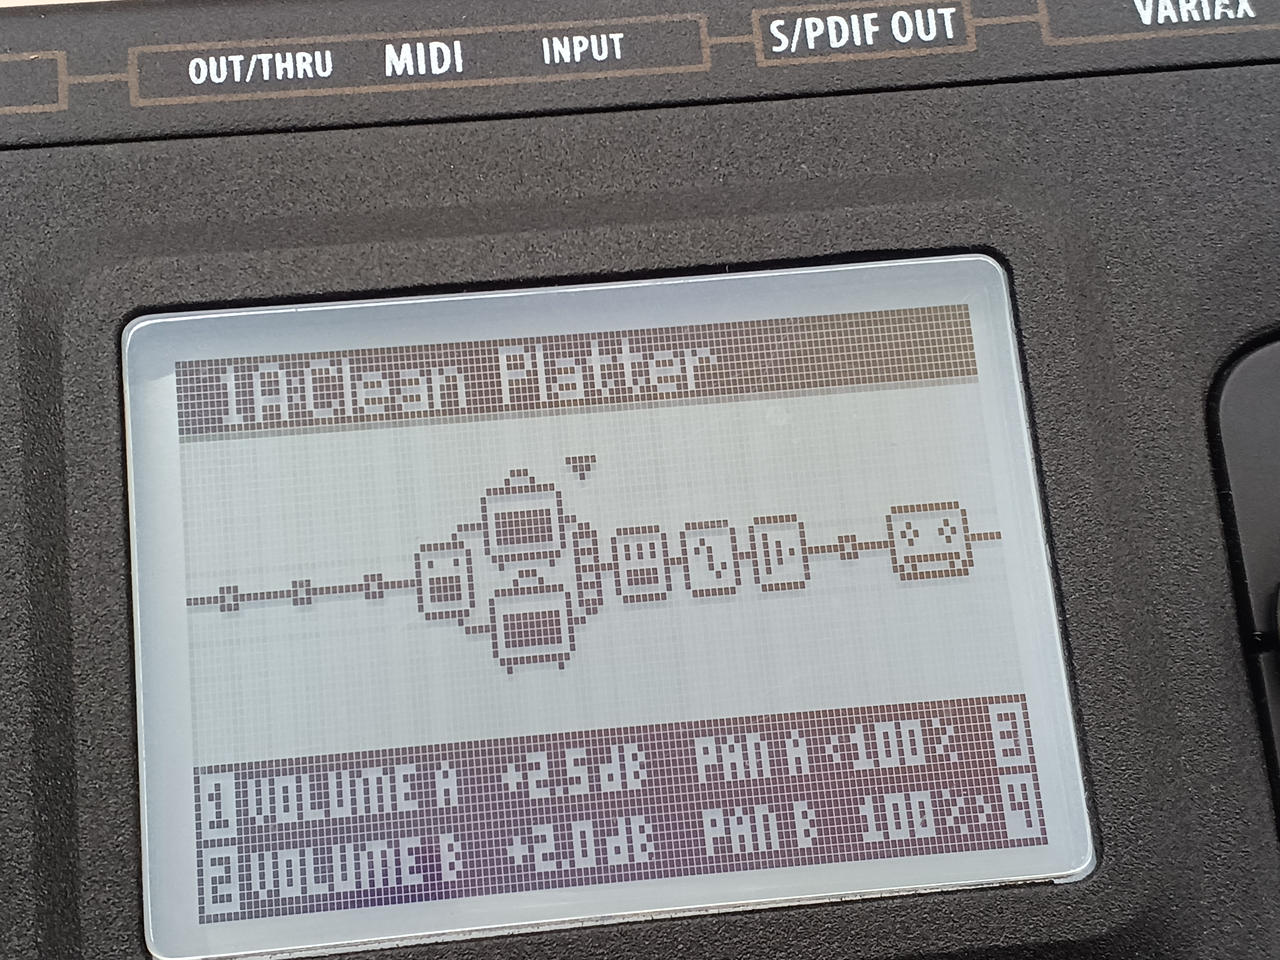 OUT/THRU MIDI INPUT S/PDIF OUT VARIAX
1A:Clean Platter
1 VOLUME A +2.5dB PAN A <100% 3
2 VOLUME B +2.0dB PAN B 100%> 4